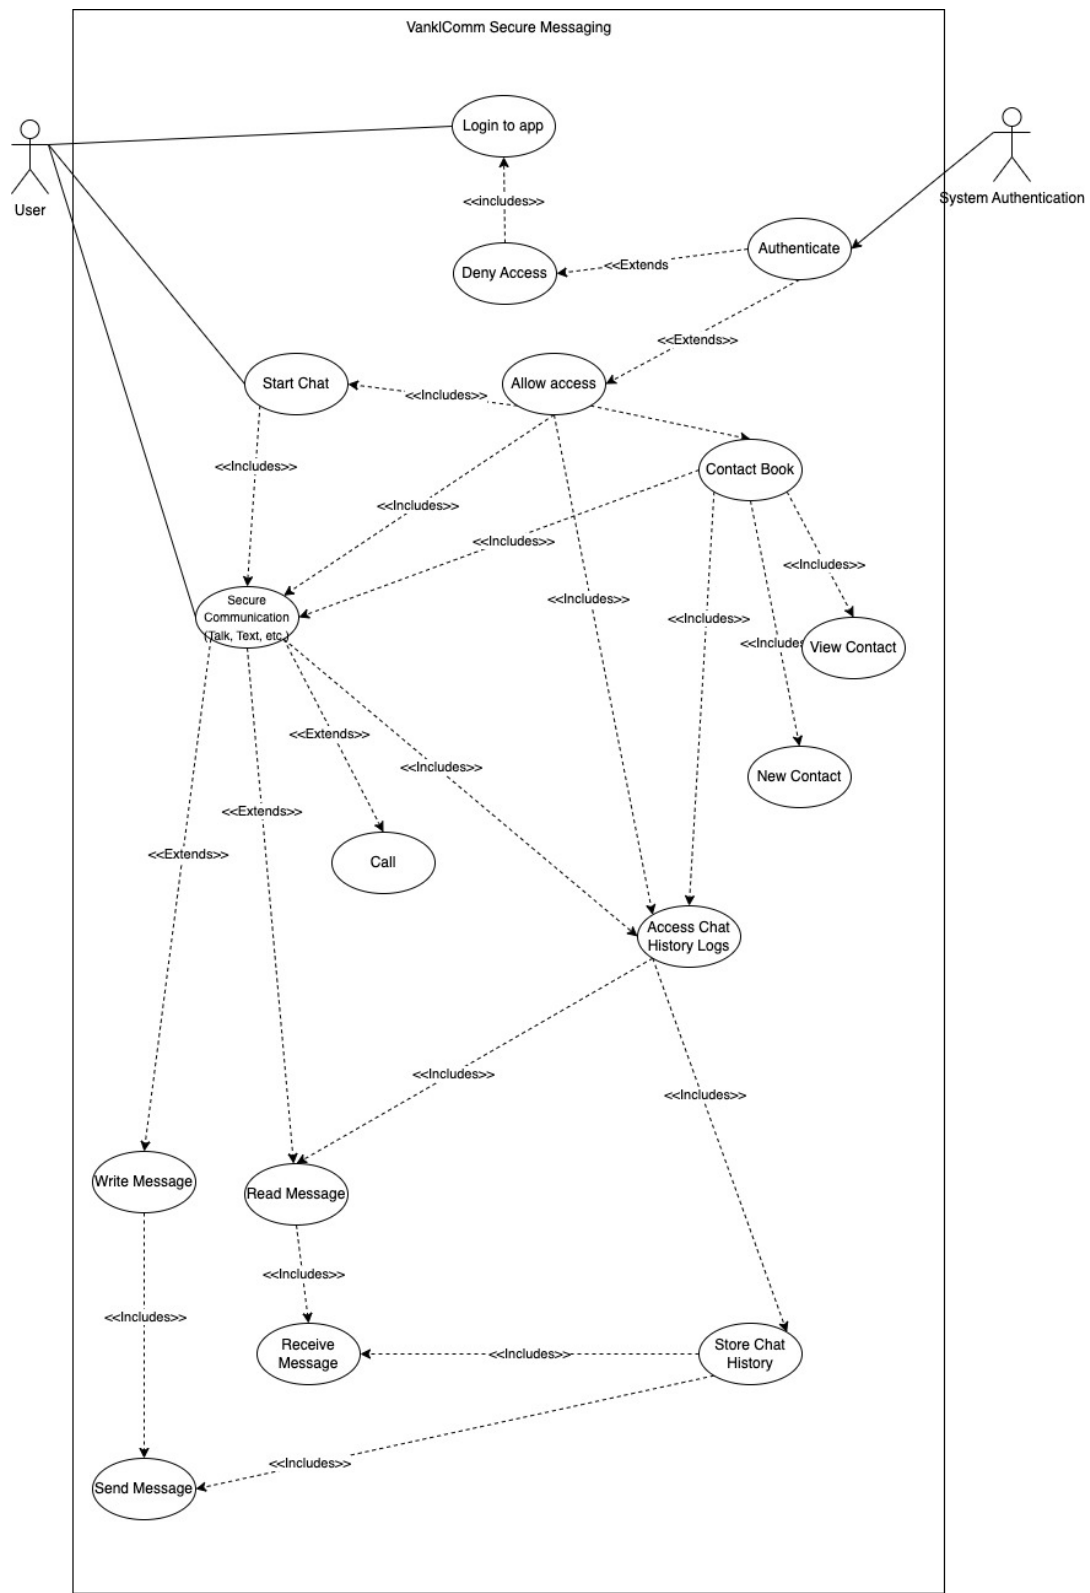 VanklComm Secure Messaging
Login to app
User
System Authentication
<<includes>>
Authenticate
<<Extends
Deny Access
<<Extends>>
Start Chat
<<Includes>>
Allow access
Contact Book
<<Includes>>
<<Includes>>
<<Includes>>
<<Includes>>
Secure
Communication
(Talk, Text, etc.)
<<Includes>>
<<Includes>>
<<Includes
View Contact
<<Extends>>
<<Includes>>
New Contact
<<Extends>>
<<Extends>>
Call
Access Chat
History Logs
<<Includes>>
<<Includes>>
Write Message
Read Message
<<Includes>>
<<Includes>>
Receive
Message
<<Includes>>
Store Chat
History
<<Includes>>
Send Message